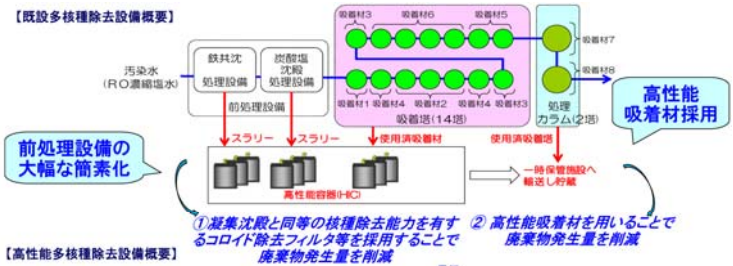 【既設多核種除去設備概要】
吸着材3
吸着材6
吸着材5
吸着材7
汚染水
(RO濃縮塩水)
鉄共沈
処理設備
炭酸塩
沈殿
処理設備
前処理設備
吸着材8
吸着材1
吸着材4
吸着材2
吸着材4
吸着材3
吸着塔(14塔)
処理
カラム(2塔)
高性能
吸着材採用
前処理設備の
大幅な簡素化
スラリー
スラリー
使用済吸着材
使用済吸着塔
高性能容器(HIC)
一時保管施設へ
輸送し貯蔵
①凝集沈殿と同等の核種除去能力を有す
るコロイド除去フィルタ等を採用することで
廃棄物発生量を削減
② 高性能吸着材を用いることで
廃棄物発生量を削減
【高性能多核種除去設備概要】